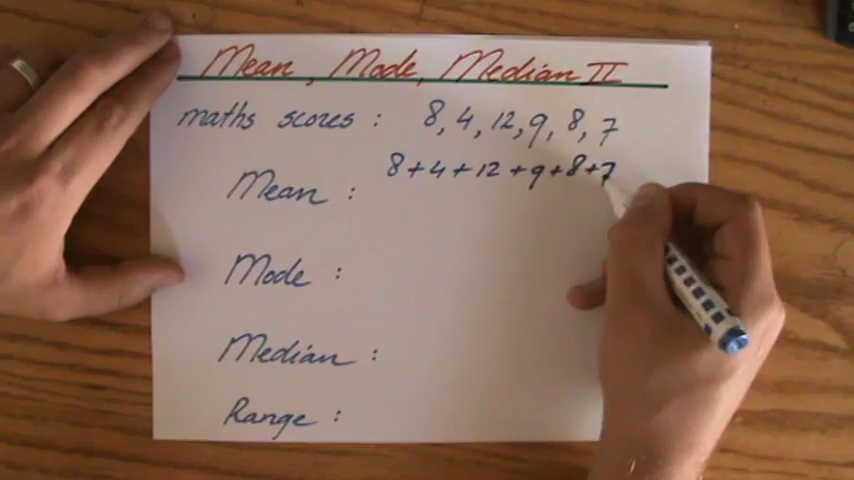 Mean, Mode, Median II
maths scores : 8, 4, 12, 9, 8, 7
8+4+12+9+8+7
Mean :
Mode :
Median :
Range :